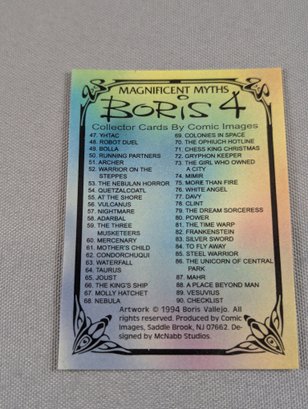 MAGNIFICENT MYTHS
BORIS 4
Collector Cards By Comic Images
47. YHTAC
48. ROBOT DUEL
49. BOLLA
50. RUNNING PARTNERS
51. ARCHER
52. WARRIOR ON THE
STEPPES
53. THE NEBULAN HORROR
54. QUETZALCOATL
55. AT THE SHORE
56. VULCANUS
57. NIGHTMARE
58. ADARBAL
59. THE THREE
MUSKETEERS
60. MERCENARY
61. MOTHER'S CHILD
62. CONDORCHUQUI
63. WATERFALL
64. TAURUS
65. JOUST
66. THE KING'S SHIP
67. MOLLY HATCHET
68. NEBULA
69. COLONIES IN SPACE
70. THE OPHIUCH HOTLINE
71. CHESS KING CHRISTMAS
72. GRYPHON KEEPER
73. THE GIRL WHO OWNED
A CITY
74. MIMIR
75. MORE THAN FIRE
76. WHITE ANGEL
77. DAVY
78. CLINT
79. THE DREAM SORCERESS
80. POWER
81. THE TIME WARP
82. FRANKENSTEIN
83. SILVER SWORD
84. TO FLY AWAY
85. STEEL WARRIOR
86. THE UNICORN OF CENTRAL
PARK
87. MAHR
88. A PLACE BEYOND MAN
89. VESUVIUS
90. CHECKLIST
Artwork © 1994 Boris Vallejo. All
rights reserved. Produced by Comic
Images, Saddle Brook, NJ 07662. De-
signed by McNabb Studios.